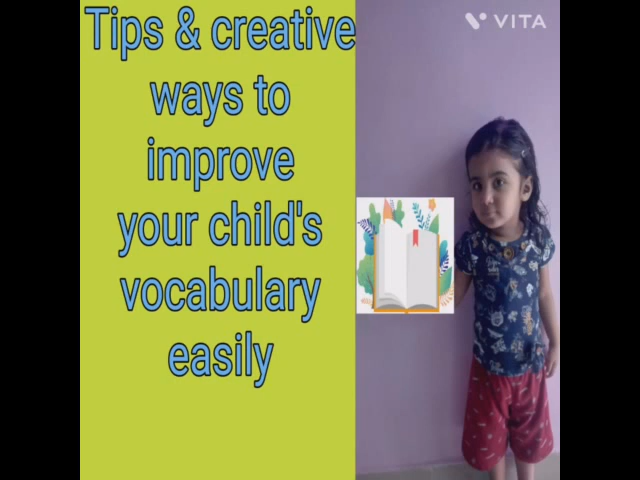 Tips & creative
ways to
improve
your child's
vocabulary
easily
VITA